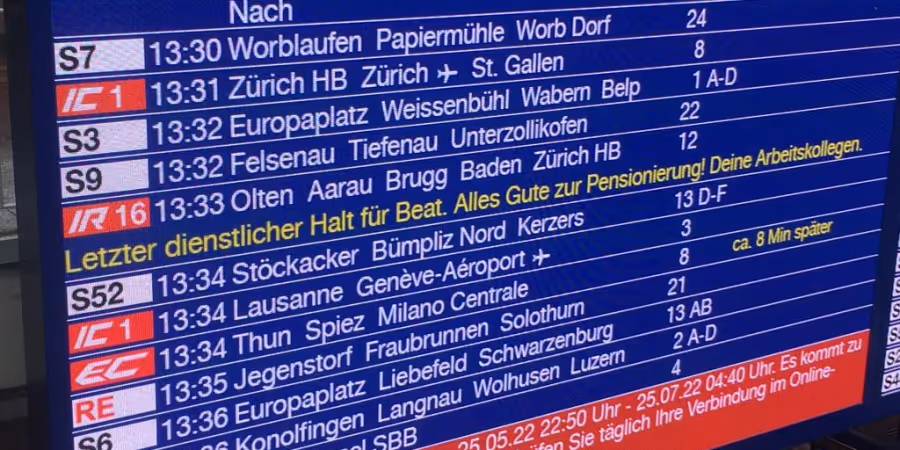 Nach
S7 13:30 Worblaufen Papiermühle Worb Dorf 24
IC 1 13:31 Zürich HB Zürich ✈ St. Gallen 8
S3 13:32 Europaplatz Weissenbühl Wabern Belp 1 A-D
S9 13:32 Felsenau Tiefenau Unterzollikofen 22
IR 16 13:33 Olten Aarau Brugg Baden Zürich HB 12
Letzter dienstlicher Halt für Beat. Alles Gute zur Pensionierung! Deine Arbeitskollegen.
S52 13:34 Stöckacker Bümpliz Nord Kerzers 13 D-F
IC 1 13:34 Lausanne Genève-Aéroport ✈ 3
EC 13:34 Thun Spiez Milano Centrale 8 ca. 8 Min später
RE 13:35 Jegenstorf Fraubrunnen Solothurn 21
S6 13:36 Europaplatz Liebefeld Schwarzenburg 13 AB
Konolfingen Langnau Wolhusen Luzern 2 A-D
SBB 4
25.05.22 22:50 Uhr - 25.07.22 04:40 Uhr. Es kommt zu
Sie täglich Ihre Verbindung im Online-